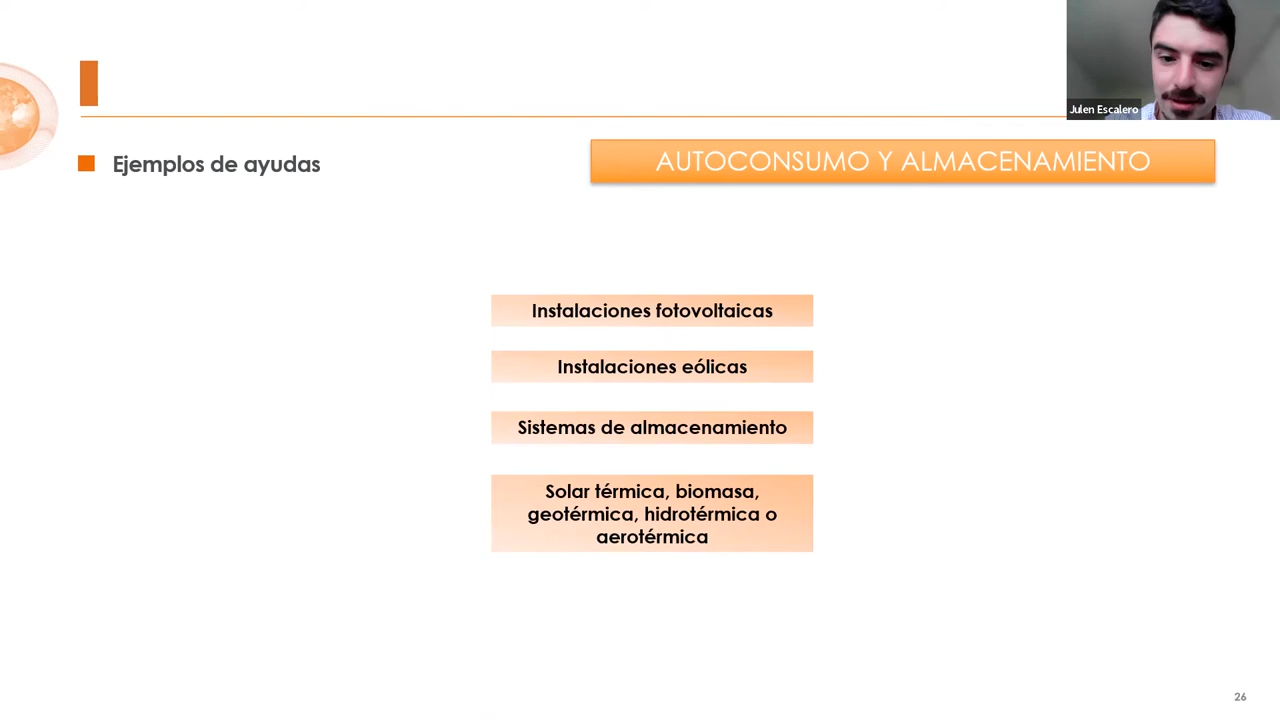 Julen Escalero
Ejemplos de ayudas
AUTOCONSUMO Y ALMACENAMIENTO
Instalaciones fotovoltaicas
Instalaciones eólicas
Sistemas de almacenamiento
Solar térmica, biomasa,
geotérmica, hidrotérmica o
aerotérmica
26